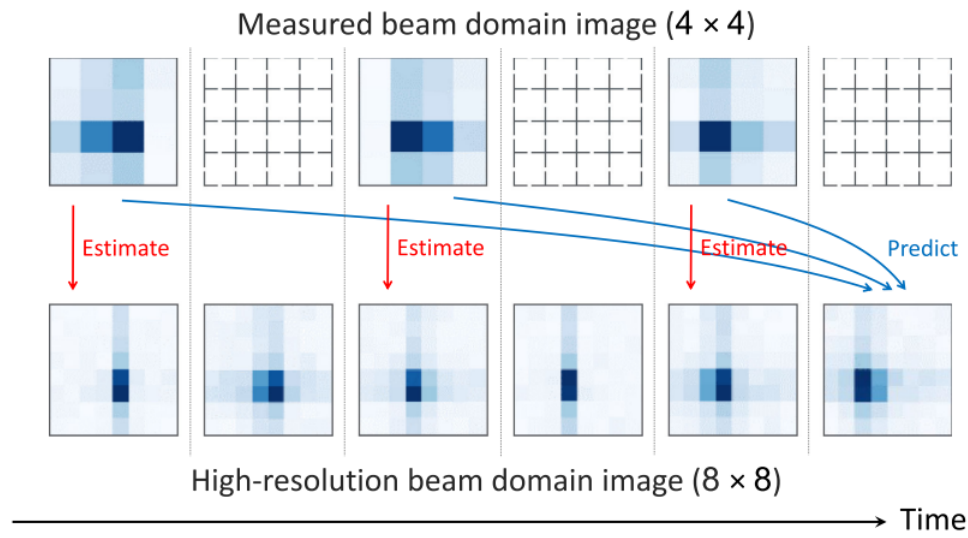 Measured beam domain image (4 × 4)
Estimate
Estimate
Estimate
Predict
High-resolution beam domain image (8 × 8)
Time